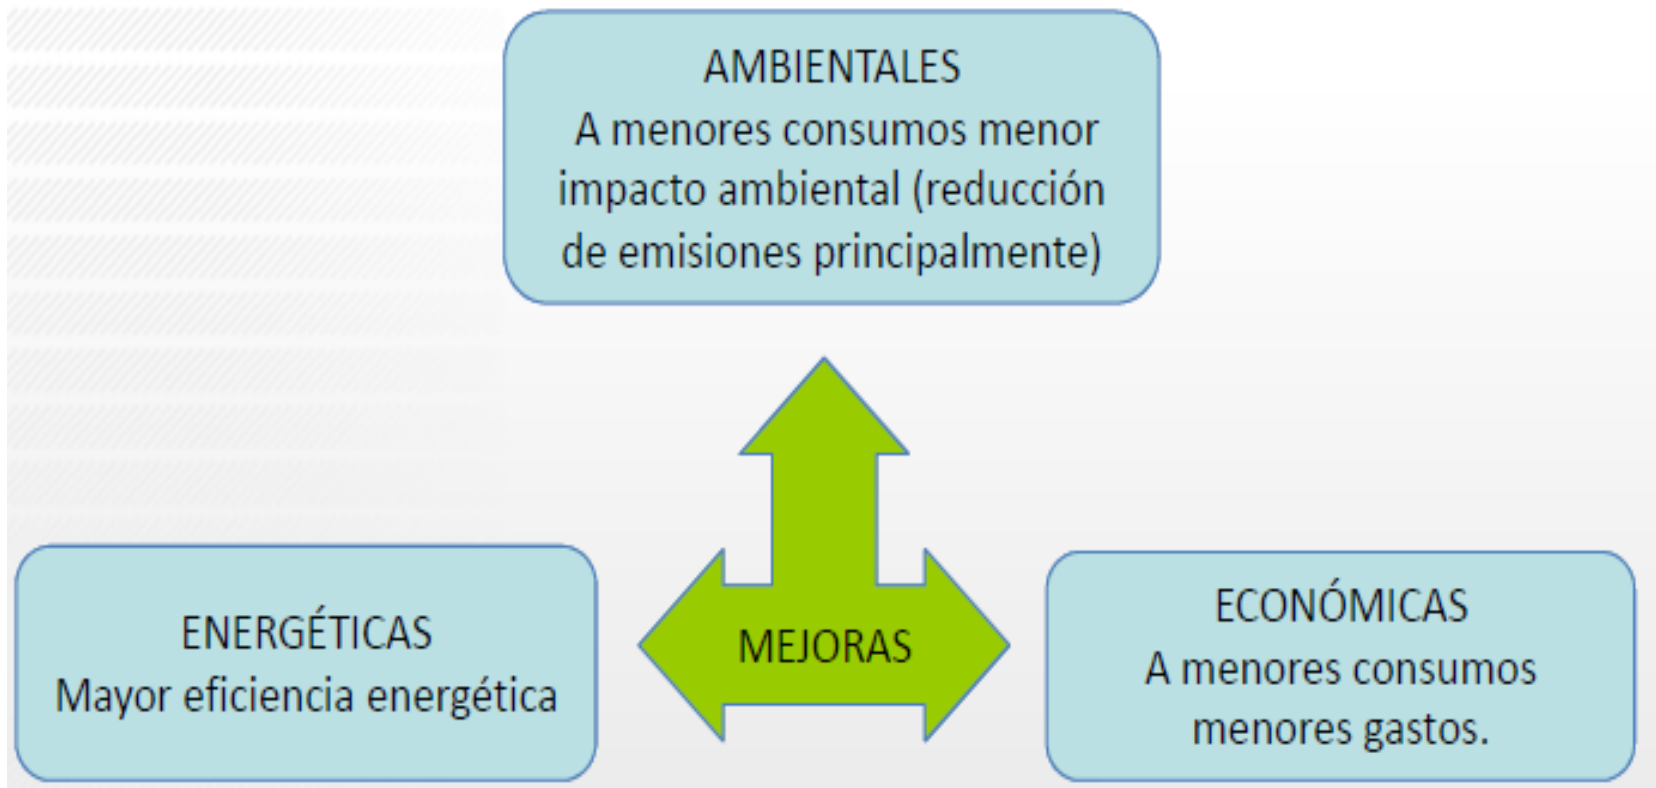 AMBIENTALES
A menores consumos menor
impacto ambiental (reducción
de emisiones principalmente)
ENERGÉTICAS
Mayor eficiencia energética
MEJORAS
ECONÓMICAS
A menores consumos
menores gastos.